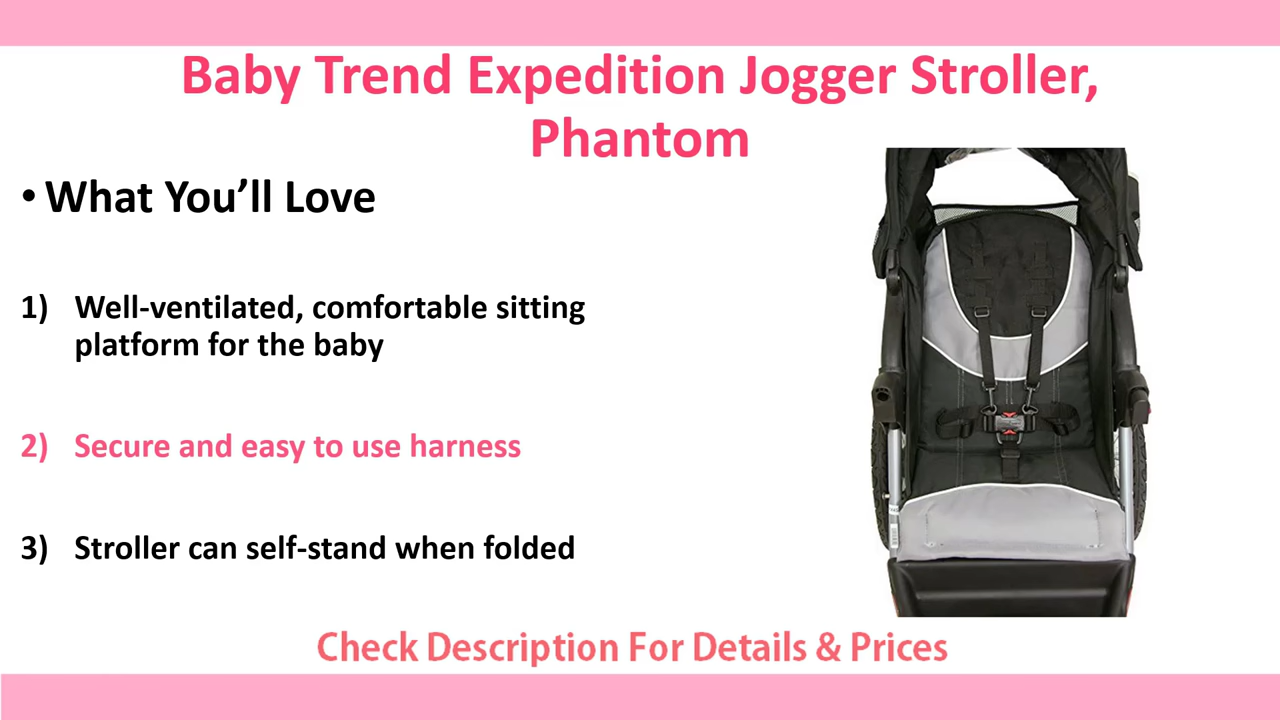 Baby Trend Expedition Jogger Stroller,
Phantom
• What You’ll Love
1) Well-ventilated, comfortable sitting
platform for the baby
2) Secure and easy to use harness
3) Stroller can self-stand when folded
Check Description For Details & Prices